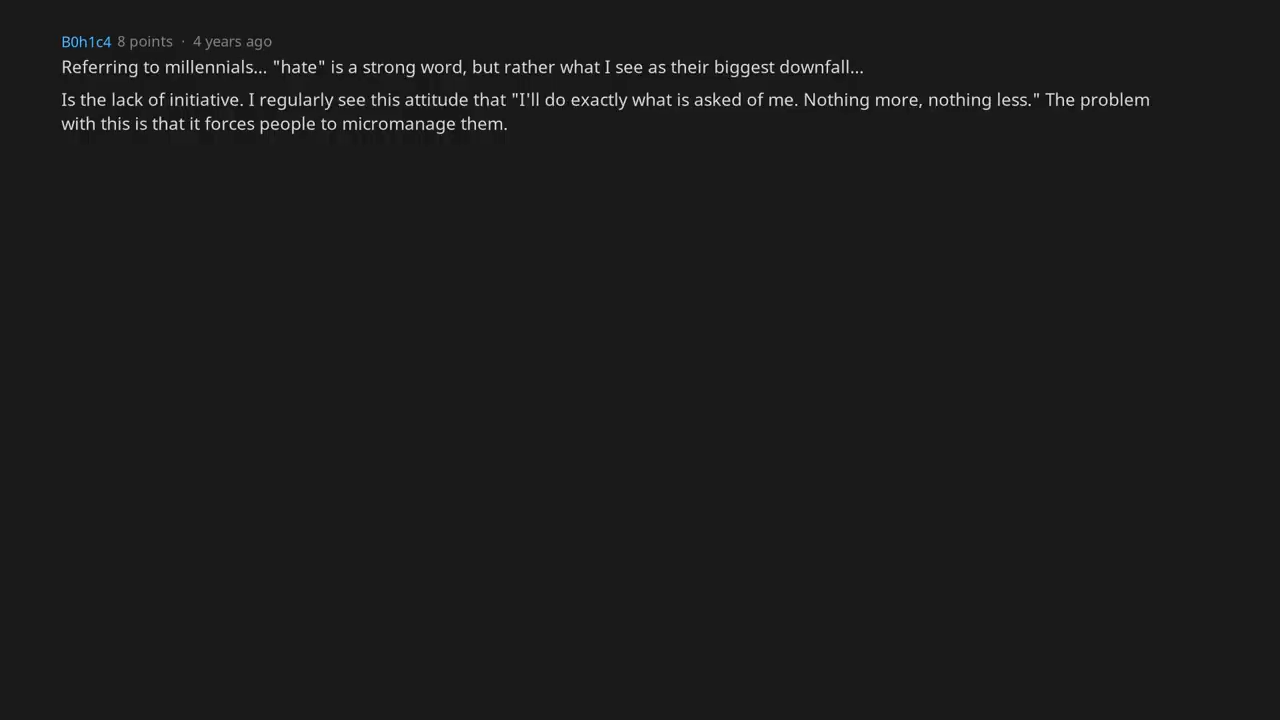 B0h1c4 8 points · 4 years ago
Referring to millennials... "hate" is a strong word, but rather what I see as their biggest downfall...
Is the lack of initiative. I regularly see this attitude that "I'll do exactly what is asked of me. Nothing more, nothing less." The problem
with this is that it forces people to micromanage them.